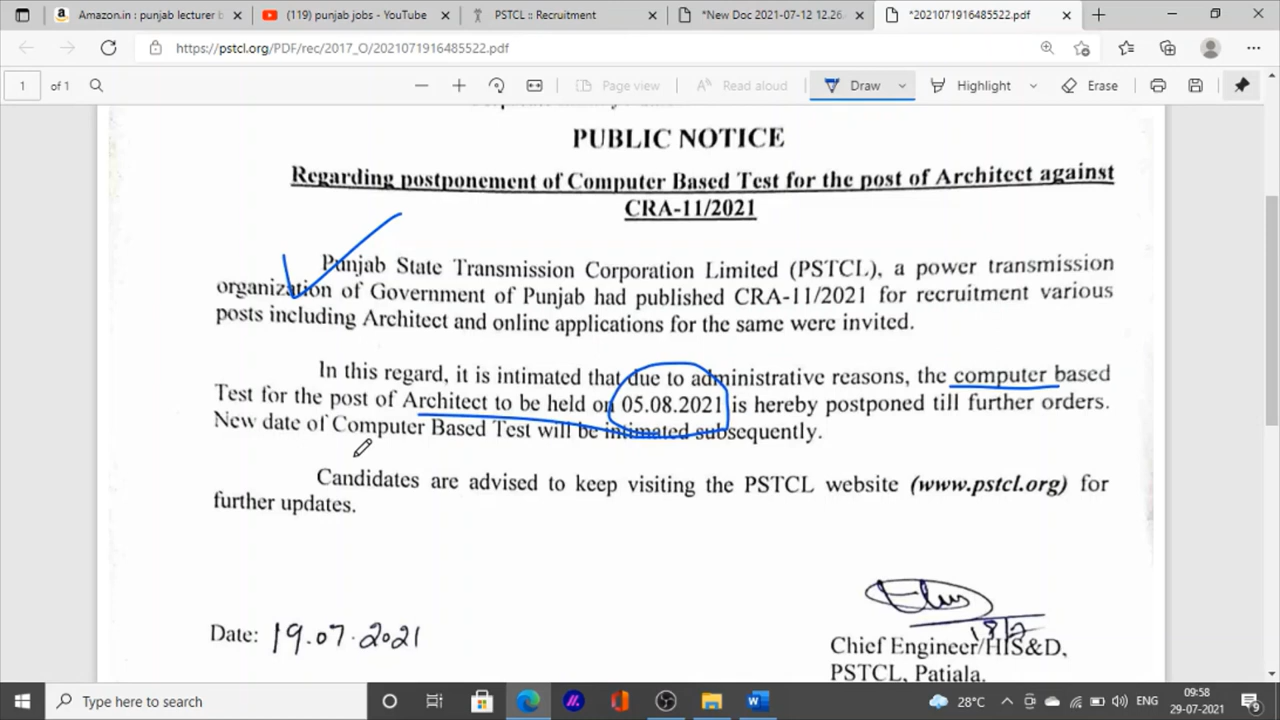 Amazon.in : punjab lecturer b
(119) punjab jobs - YouTube
PSTCL :: Recruitment
*New Doc 2021-07-12 12.26
*2021071916485522.pdf
https://pstcl.org/PDF/rec/2017_O/2021071916485522.pdf
1 of 1
Page view
Read aloud
Draw
Highlight
Erase
PUBLIC NOTICE
Regarding postponement of Computer Based Test for the post of Architect against
CRA-11/2021
Punjab State Transmission Corporation Limited (PSTCL), a power transmission
organization of Government of Punjab had published CRA-11/2021 for recruitment various
posts including Architect and online applications for the same were invited.
In this regard, it is intimated that due to administrative reasons, the computer based
Test for the post of Architect to be held on 05.08.2021 is hereby postponed till further orders.
New date of Computer Based Test will be intimated subsequently.
Candidates are advised to keep visiting the PSTCL website (www.pstcl.org) for
further updates.
18/7
Date: 19.07.2021
Chief Engineer/HIS&D,
PSTCL, Patiala.
Type here to search
28°C
ENG
09:58
29-07-2021
9